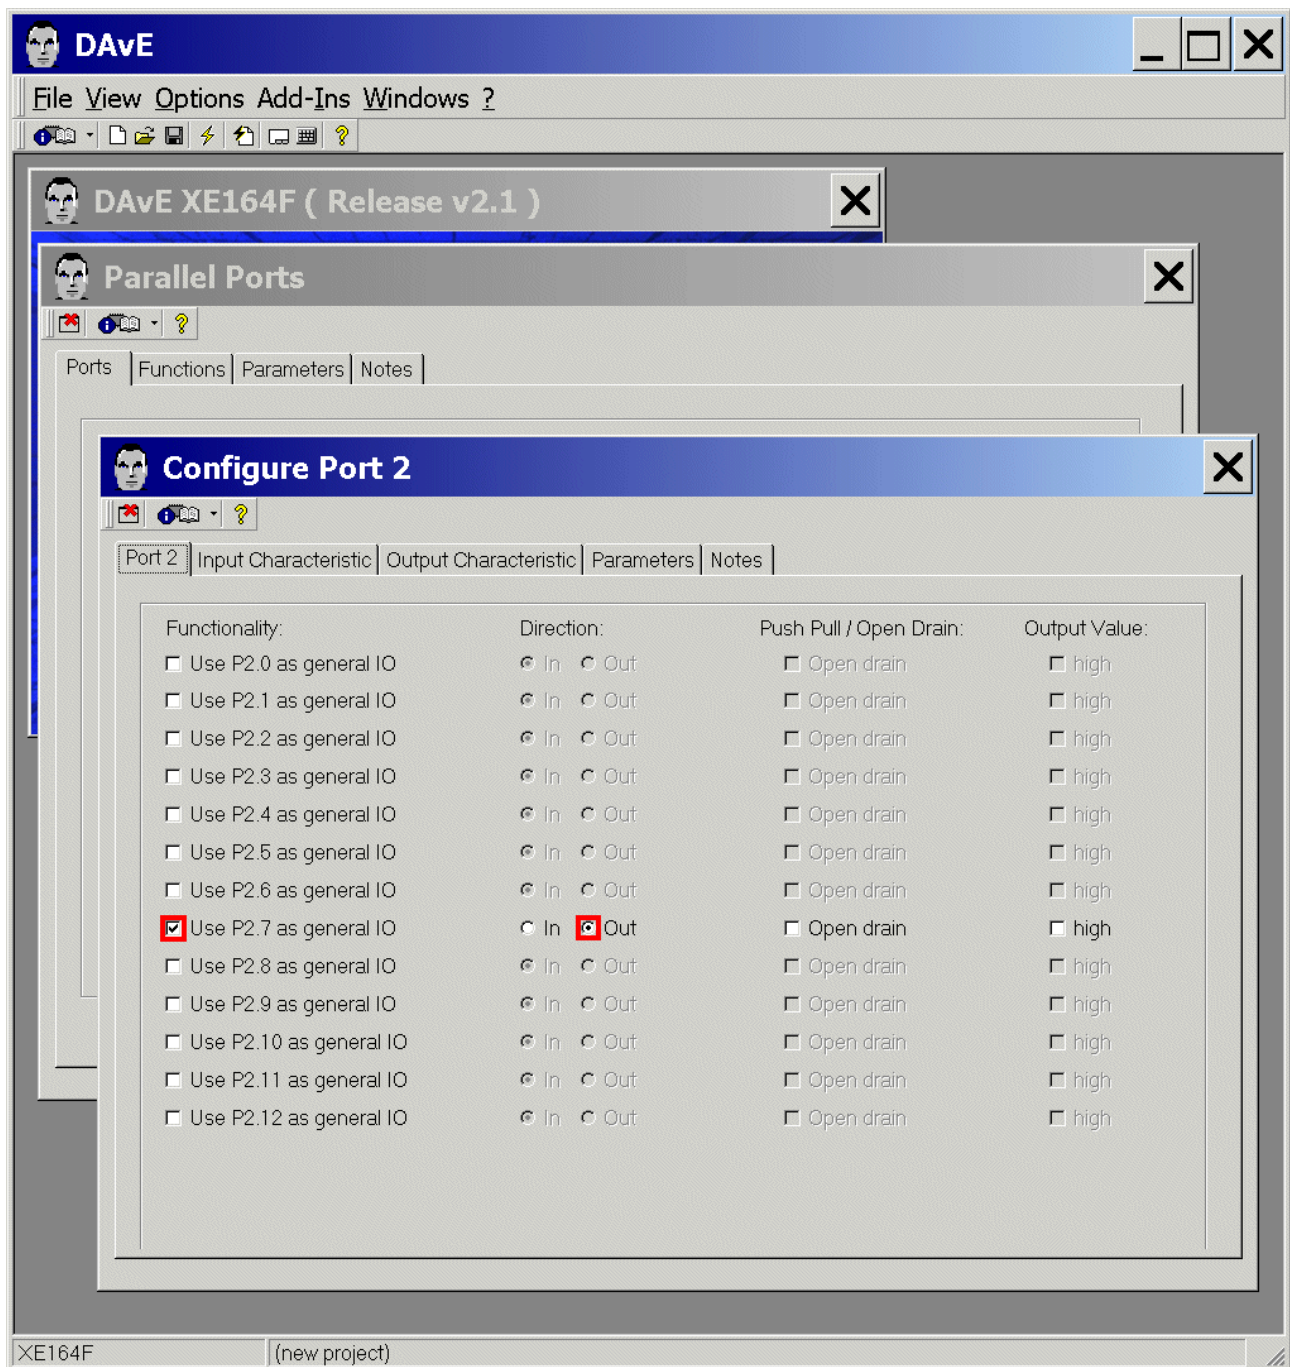 DAvE
File View Options Add-Ins Windows ?
DAvE XE164F ( Release v2.1 )
Parallel Ports
Ports Functions Parameters Notes
Configure Port 2
Port 2 Input Characteristic Output Characteristic Parameters Notes
Functionality: Direction: Push Pull / Open Drain: Output Value:
Use P2.0 as general IO In Out Open drain high
Use P2.1 as general IO In Out Open drain high
Use P2.2 as general IO In Out Open drain high
Use P2.3 as general IO In Out Open drain high
Use P2.4 as general IO In Out Open drain high
Use P2.5 as general IO In Out Open drain high
Use P2.6 as general IO In Out Open drain high
Use P2.7 as general IO In Out Open drain high
Use P2.8 as general IO In Out Open drain high
Use P2.9 as general IO In Out Open drain high
Use P2.10 as general IO In Out Open drain high
Use P2.11 as general IO In Out Open drain high
Use P2.12 as general IO In Out Open drain high
XE164F (new project)